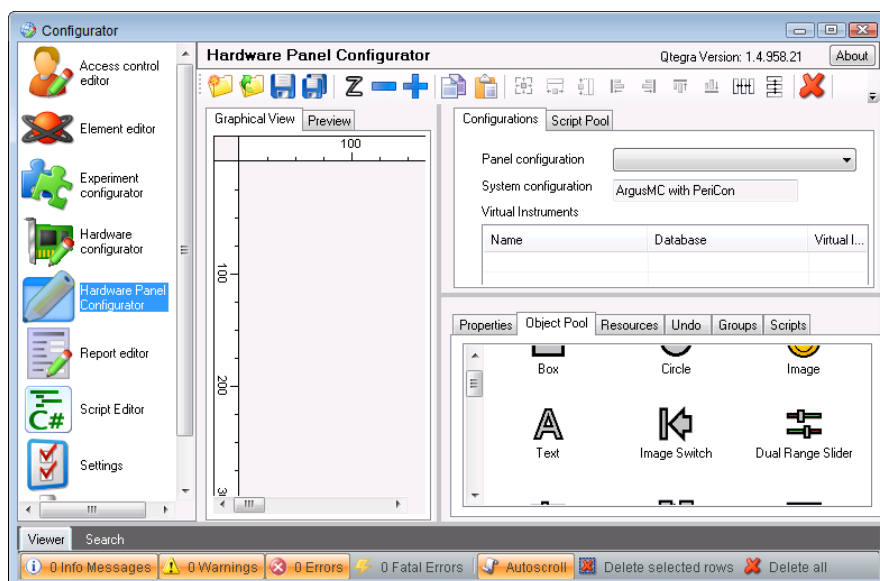 Configurator
Access control
editor
Element editor
Experiment
configurator
Hardware
configurator
Hardware Panel
Configurator
Report editor
Script Editor
C#
Settings
Hardware Panel Configurator
Qtegra Version: 1.4.958.21
About
Z
Graphical View
Preview
100
100
200
Configurations
Script Pool
Panel configuration
System configuration
ArgusMC with PeriCon
Virtual Instruments
Name
Database
Virtual I...
Properties
Object Pool
Resources
Undo
Groups
Scripts
Box
Circle
Image
A
Text
Image Switch
Dual Range Slider
Viewer
Search
0 Info Messages
0 Warnings
0 Errors
0 Fatal Errors
Autoscroll
Delete selected rows
Delete all